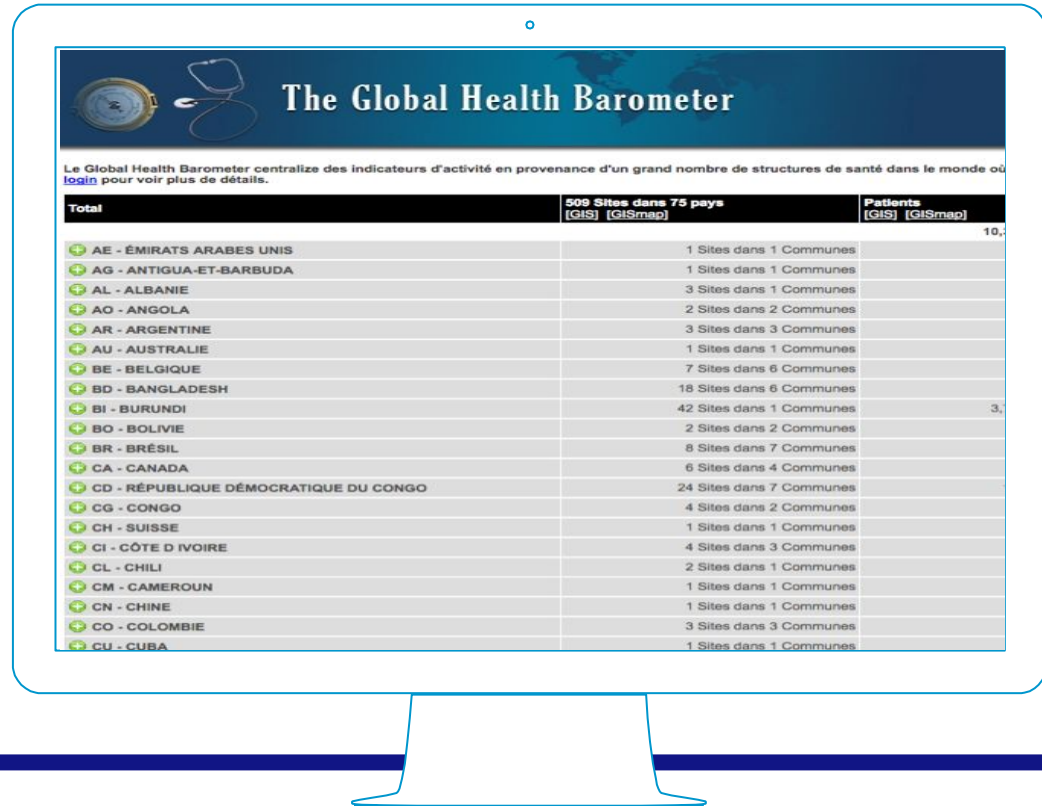 The Global Health Barometer
Le Global Health Barometer centralize des indicateurs d'activité en provenance d'un grand nombre de structures de santé dans le monde où
login pour voir plus de détails.
Total 509 Sites dans 75 pays Patients
[GIS] [GISmap] [GIS] [GISmap]
10,
AE - ÉMIRATS ARABES UNIS 1 Sites dans 1 Communes
AG - ANTIGUA-ET-BARBUDA 1 Sites dans 1 Communes
AL - ALBANIE 3 Sites dans 1 Communes
AO - ANGOLA 2 Sites dans 2 Communes
AR - ARGENTINE 3 Sites dans 3 Communes
AU - AUSTRALIE 1 Sites dans 1 Communes
BE - BELGIQUE 7 Sites dans 6 Communes
BD - BANGLADESH 18 Sites dans 6 Communes
BI - BURUNDI 42 Sites dans 1 Communes 3,
BO - BOLIVIE 2 Sites dans 2 Communes
BR - BRÉSIL 8 Sites dans 7 Communes
CA - CANADA 6 Sites dans 4 Communes
CD - RÉPUBLIQUE DÉMOCRATIQUE DU CONGO 24 Sites dans 7 Communes
CG - CONGO 4 Sites dans 2 Communes
CH - SUISSE 1 Sites dans 1 Communes
CI - CÔTE D IVOIRE 4 Sites dans 3 Communes
CL - CHILI 2 Sites dans 1 Communes
CM - CAMEROUN 1 Sites dans 1 Communes
CN - CHINE 1 Sites dans 1 Communes
CO - COLOMBIE 3 Sites dans 3 Communes
CU - CUBA 1 Sites dans 1 Communes